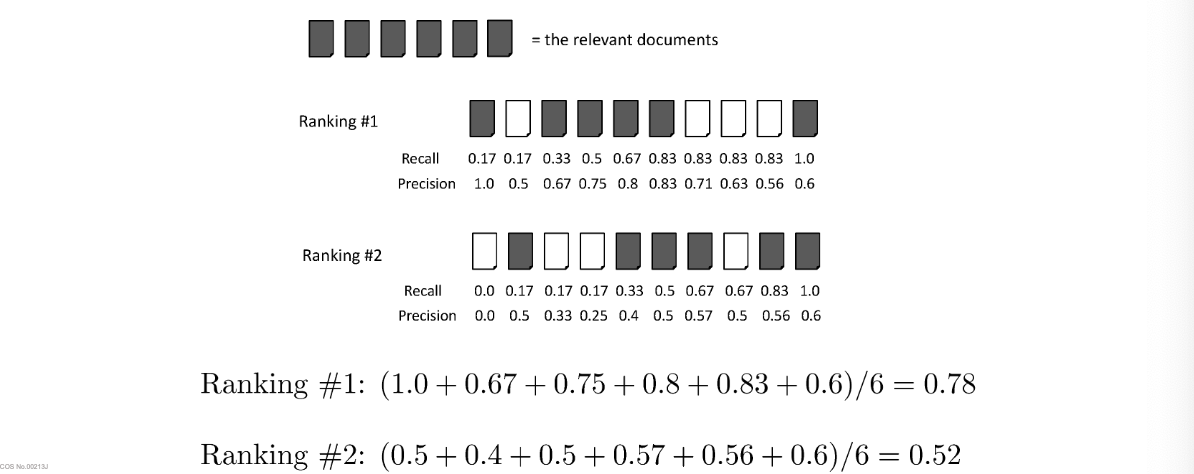 = the relevant documents
Ranking #1
Recall 0.17 0.17 0.33 0.5 0.67 0.83 0.83 0.83 0.83 1.0
Precision 1.0 0.5 0.67 0.75 0.8 0.83 0.71 0.63 0.56 0.6
Ranking #2
Recall 0.0 0.17 0.17 0.17 0.33 0.5 0.67 0.67 0.83 1.0
Precision 0.0 0.5 0.33 0.25 0.4 0.5 0.57 0.5 0.56 0.6
Ranking #1: (1.0 + 0.67 + 0.75 + 0.8 + 0.83 + 0.6)/6 = 0.78
Ranking #2: (0.5 + 0.4 + 0.5 + 0.57 + 0.56 + 0.6)/6 = 0.52
COS No.00213J